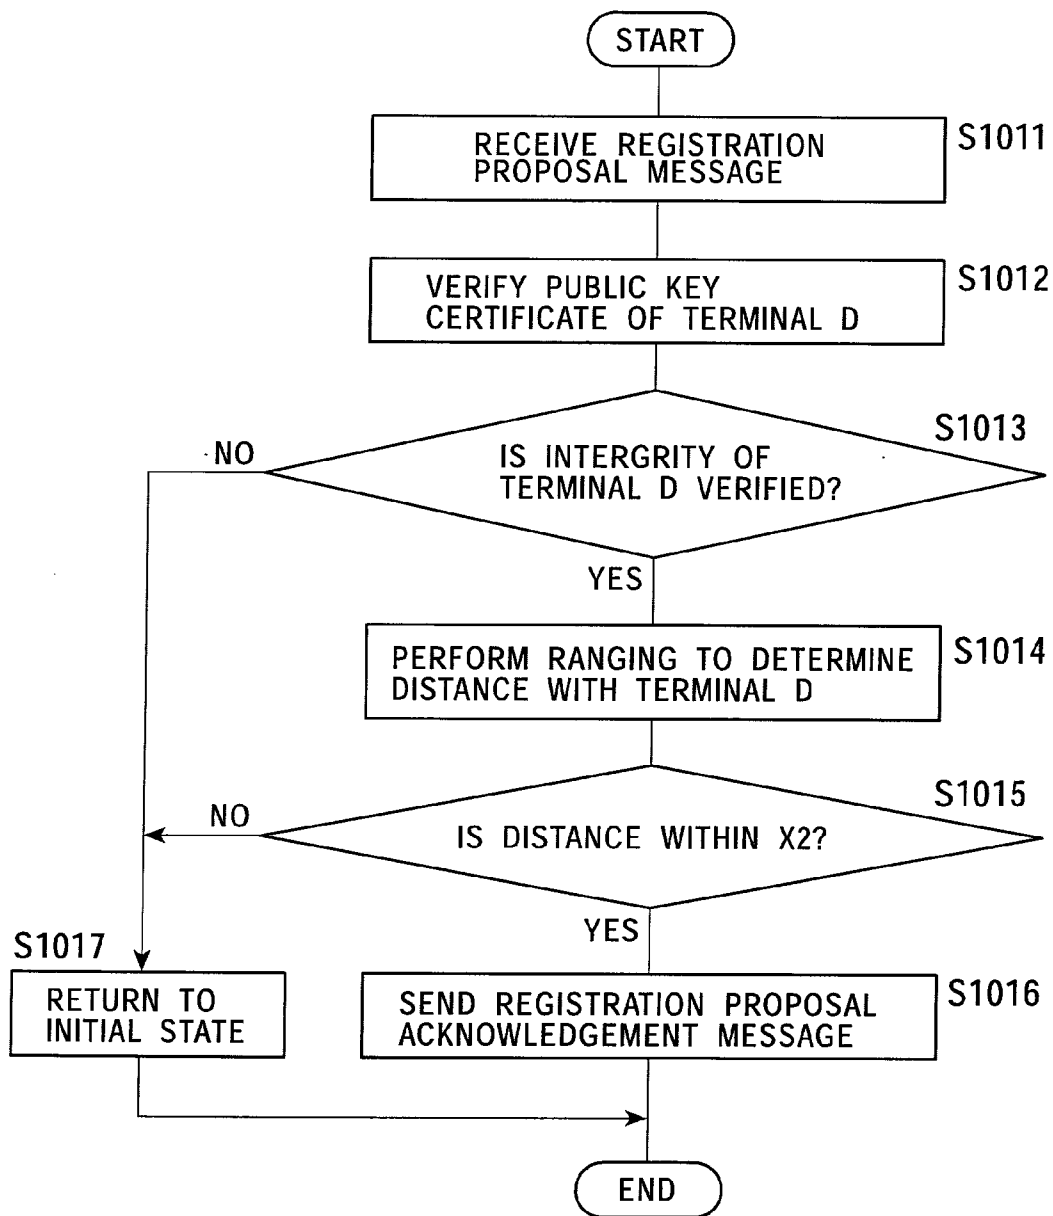 START
RECEIVE REGISTRATION
PROPOSAL MESSAGE
S1011
VERIFY PUBLIC KEY
CERTIFICATE OF TERMINAL D
S1012
IS INTERGRITY OF
TERMINAL D VERIFIED?
S1013
NO
YES
PERFORM RANGING TO DETERMINE
DISTANCE WITH TERMINAL D
S1014
IS DISTANCE WITHIN X2?
S1015
NO
YES
S1017
RETURN TO
INITIAL STATE
SEND REGISTRATION PROPOSAL
ACKNOWLEDGEMENT MESSAGE
S1016
END